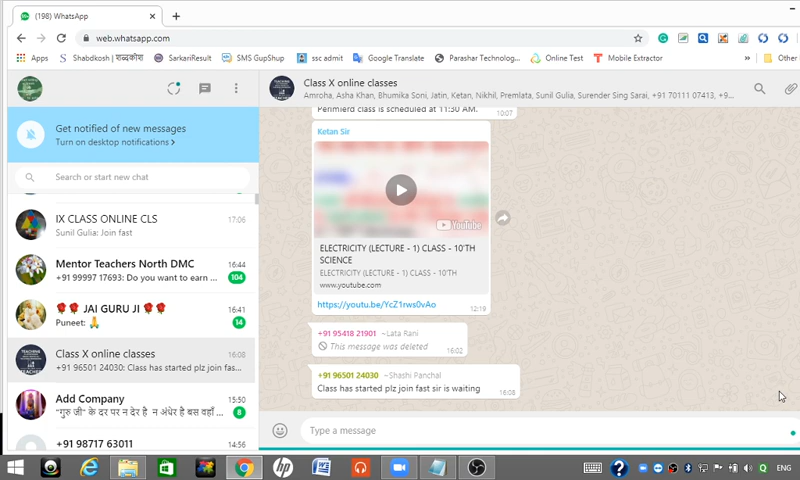 (198) WhatsApp
web.whatsapp.com
Apps Shabdkosh | शब्दकोश SarkariResult SMS GupShup ssc admit Google Translate Parashar Technolog... Online Test Mobile Extractor » Other
Class X online classes
Amroha, Asha Khan, Bhumika Soni, Jatin, Ketan, Nikhil, Premlata, Sunil Gulia, Surender Sing Sarai, +91 70111 07413, +9...
Get notified of new messages
Turn on desktop notifications >
Search or start new chat
IX CLASS ONLINE CLS 17:06
Sunil Gulia: Join fast
Mentor Teachers North DMC 16:44
+91 99997 17693: Do you want to earn ... 104
JAI GURU JI 16:41
Puneet: 14
Class X online classes 16:08
+91 96501 24030: Class has started plz join fas...
Add Company 8
"गुरु जी" के दर पर न देर है न अंधेर है बस वाहाँ ...
+91 98717 63011 14:56
Penmierd class is scheduled at 11:30 AM. 10:07
Ketan Sir
YouTube
ELECTRICITY (LECTURE - 1) CLASS - 10'TH
SCIENCE
ELECTRICITY (LECTURE - 1) CLASS - 10'TH
www.youtube.com
https://youtu.be/YcZ1rws0vAo 12:19
+91 95418 21901 ~Lata Rani
This message was deleted 16:02
+91 96501 24030 ~Shashi Panchal
Class has started plz join fast sir is waiting 16:08
Type a message
ENG